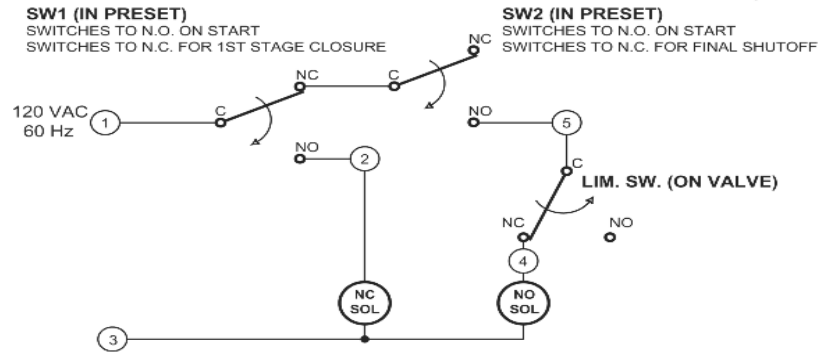 SW1 (IN PRESET)
SWITCHES TO N.O. ON START
SWITCHES TO N.C. FOR 1ST STAGE CLOSURE
SW2 (IN PRESET)
SWITCHES TO N.O. ON START
SWITCHES TO N.C. FOR FINAL SHUTOFF
NC
NC
C
120 VAC
60 Hz
1
C
NO
5
NO
2
C
LIM. SW. (ON VALVE)
NC
NO
4
NC
SOL
NO
SOL
3